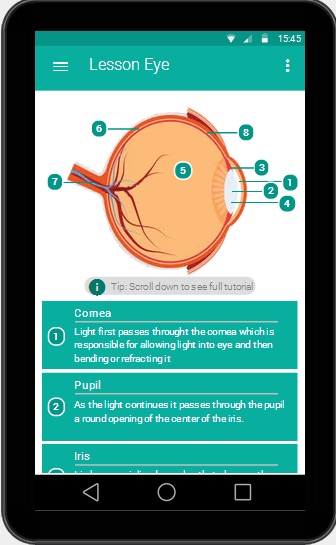 15:45
Lesson Eye
6
8
3
5
7
1
2
4
i Tip: Scroll down to see full tutorial
Cornea
1
Light first passes throught the cornea which is
responsible for allowing light into eye and then
bending or refracting it
Pupil
2
As the light continues it passes through the pupil
a round opening of the center of the iris.
Iris